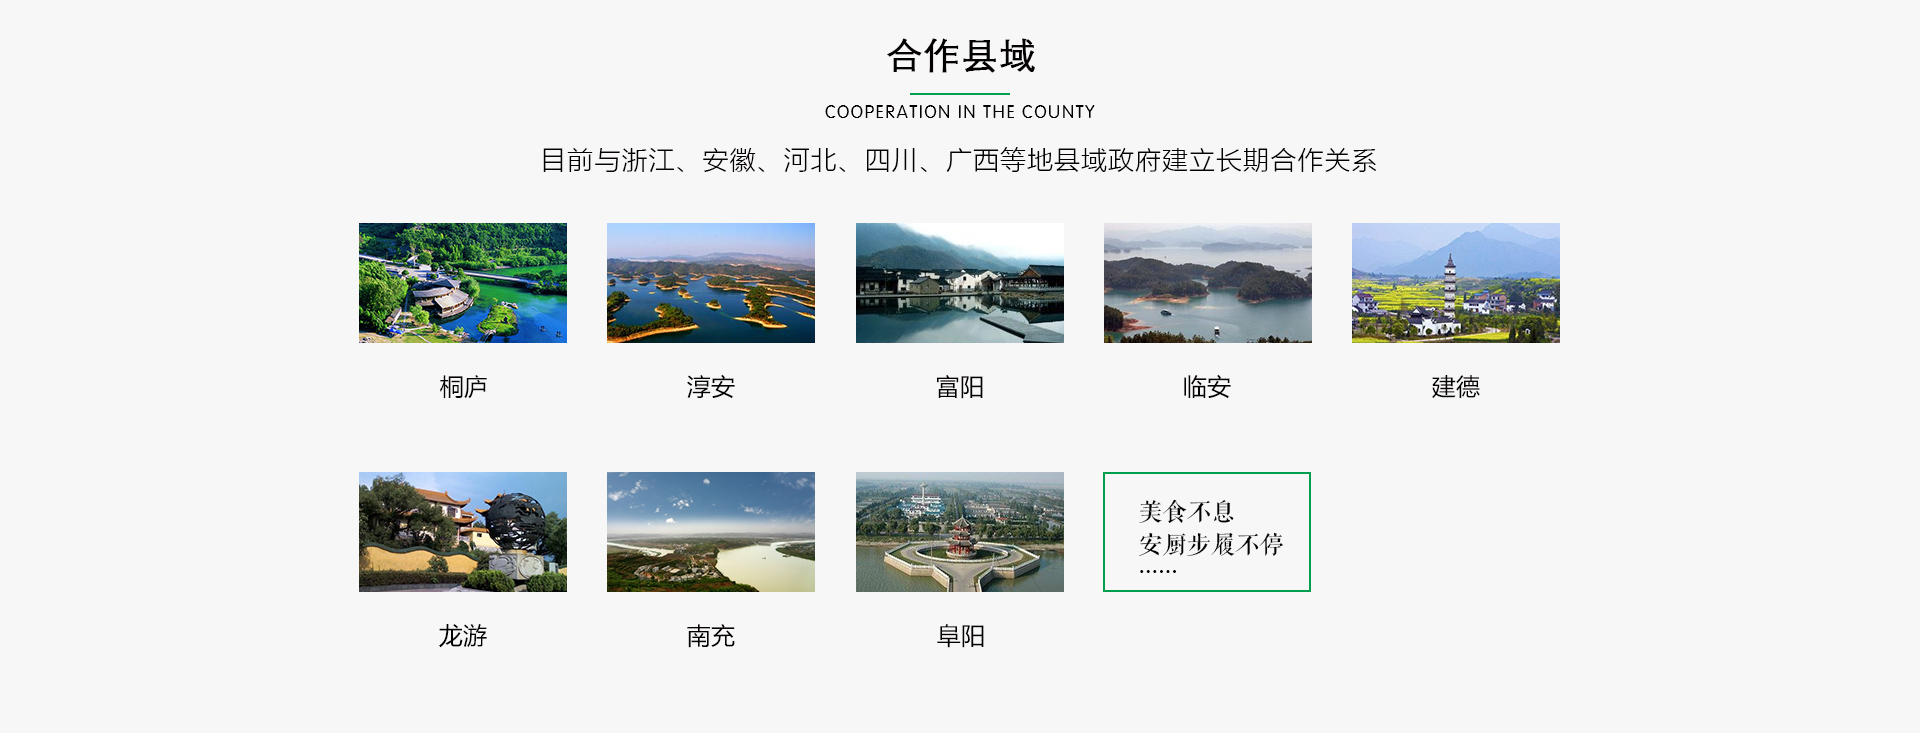 合作县域
COOPERATION IN THE COUNTY
目前与浙江、安徽、河北、四川、广西等地县域政府建立长期合作关系
桐庐
淳安
富阳
临安
建德
美食不息
安厨步履不停
……
龙游
南充
阜阳